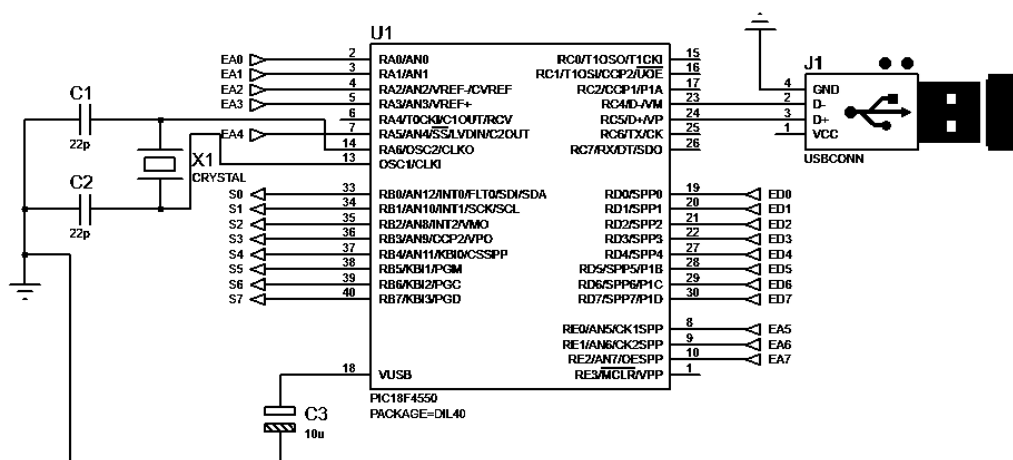 U1
EA0 2 RA0/AN0 RC0/T1OSO/T1CKI 15
EA1 3 RA1/AN1 RC1/T1OSI/CCP2/UOE 16
EA2 4 RA2/AN2/VREF-/CVREF RC2/CCP1/P1A 17
EA3 5 RA3/AN3/VREF+ RC4/D-/VM 23
6 RA4/T0CKI/C1OUT/RCV RC5/D+/VP 24
EA4 7 RA5/AN4/SS/LVDIN/C2OUT RC6/TX/CK 25
14 RA6/OSC2/CLKO RC7/RX/DT/SDO 26
13 OSC1/CLKI
J1
4 GND
2 D-
3 D+
1 VCC
USBCONN
C1
22p
X1
CRYSTAL
C2
22p
S0 33 RB0/AN12/INT0/FLT0/SDI/SDA RD0/SPP0 19 ED0
S1 34 RB1/AN10/INT1/SCK/SCL RD1/SPP1 20 ED1
S2 35 RB2/AN8/INT2/VMO RD2/SPP2 21 ED2
S3 36 RB3/AN9/CCP2/VPO RD3/SPP3 22 ED3
S4 37 RB4/AN11/KBI0/CSSPP RD4/SPP4 27 ED4
S5 38 RB5/KBI1/PGM RD5/SPP5/P1B 28 ED5
S6 39 RB6/KBI2/PGC RD6/SPP6/P1C 29 ED6
S7 40 RB7/KBI3/PGD RD7/SPP7/P1D 30 ED7
RE0/AN5/CK1SPP 8 EA5
RE1/AN6/CK2SPP 9 EA6
RE2/AN7/OESPP 10 EA7
18 VUSB RE3/MCLR/VPP 1
PIC18F4550
PACKAGE=DIL40
C3
10u